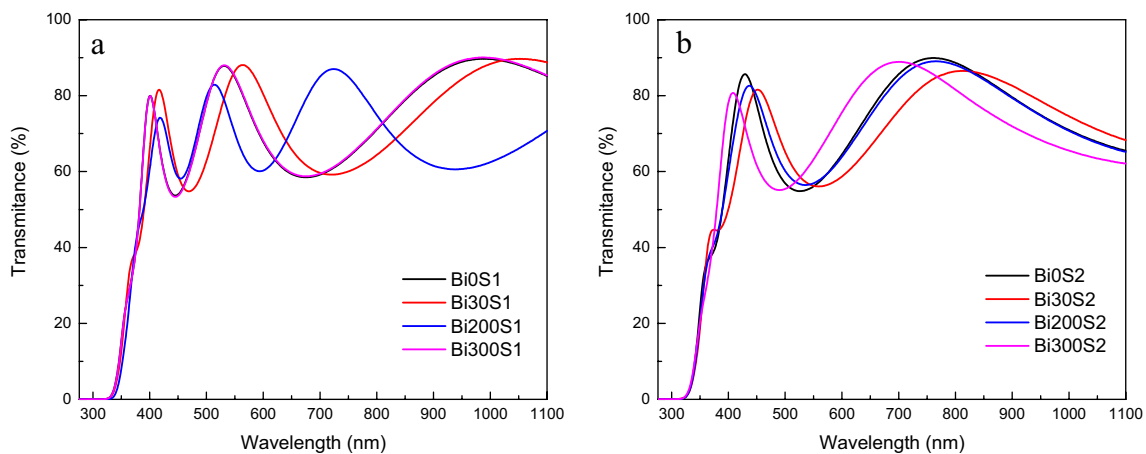 a
Transmitance (%)
100
80
60
40
20
0
Bi0S1
Bi30S1
Bi200S1
Bi300S1
300 400 500 600 700 800 900 1000 1100
Wavelength (nm)
b
Transmitance (%)
100
80
60
40
20
0
Bi0S2
Bi30S2
Bi200S2
Bi300S2
300 400 500 600 700 800 900 1000 1100
Wavelength (nm)